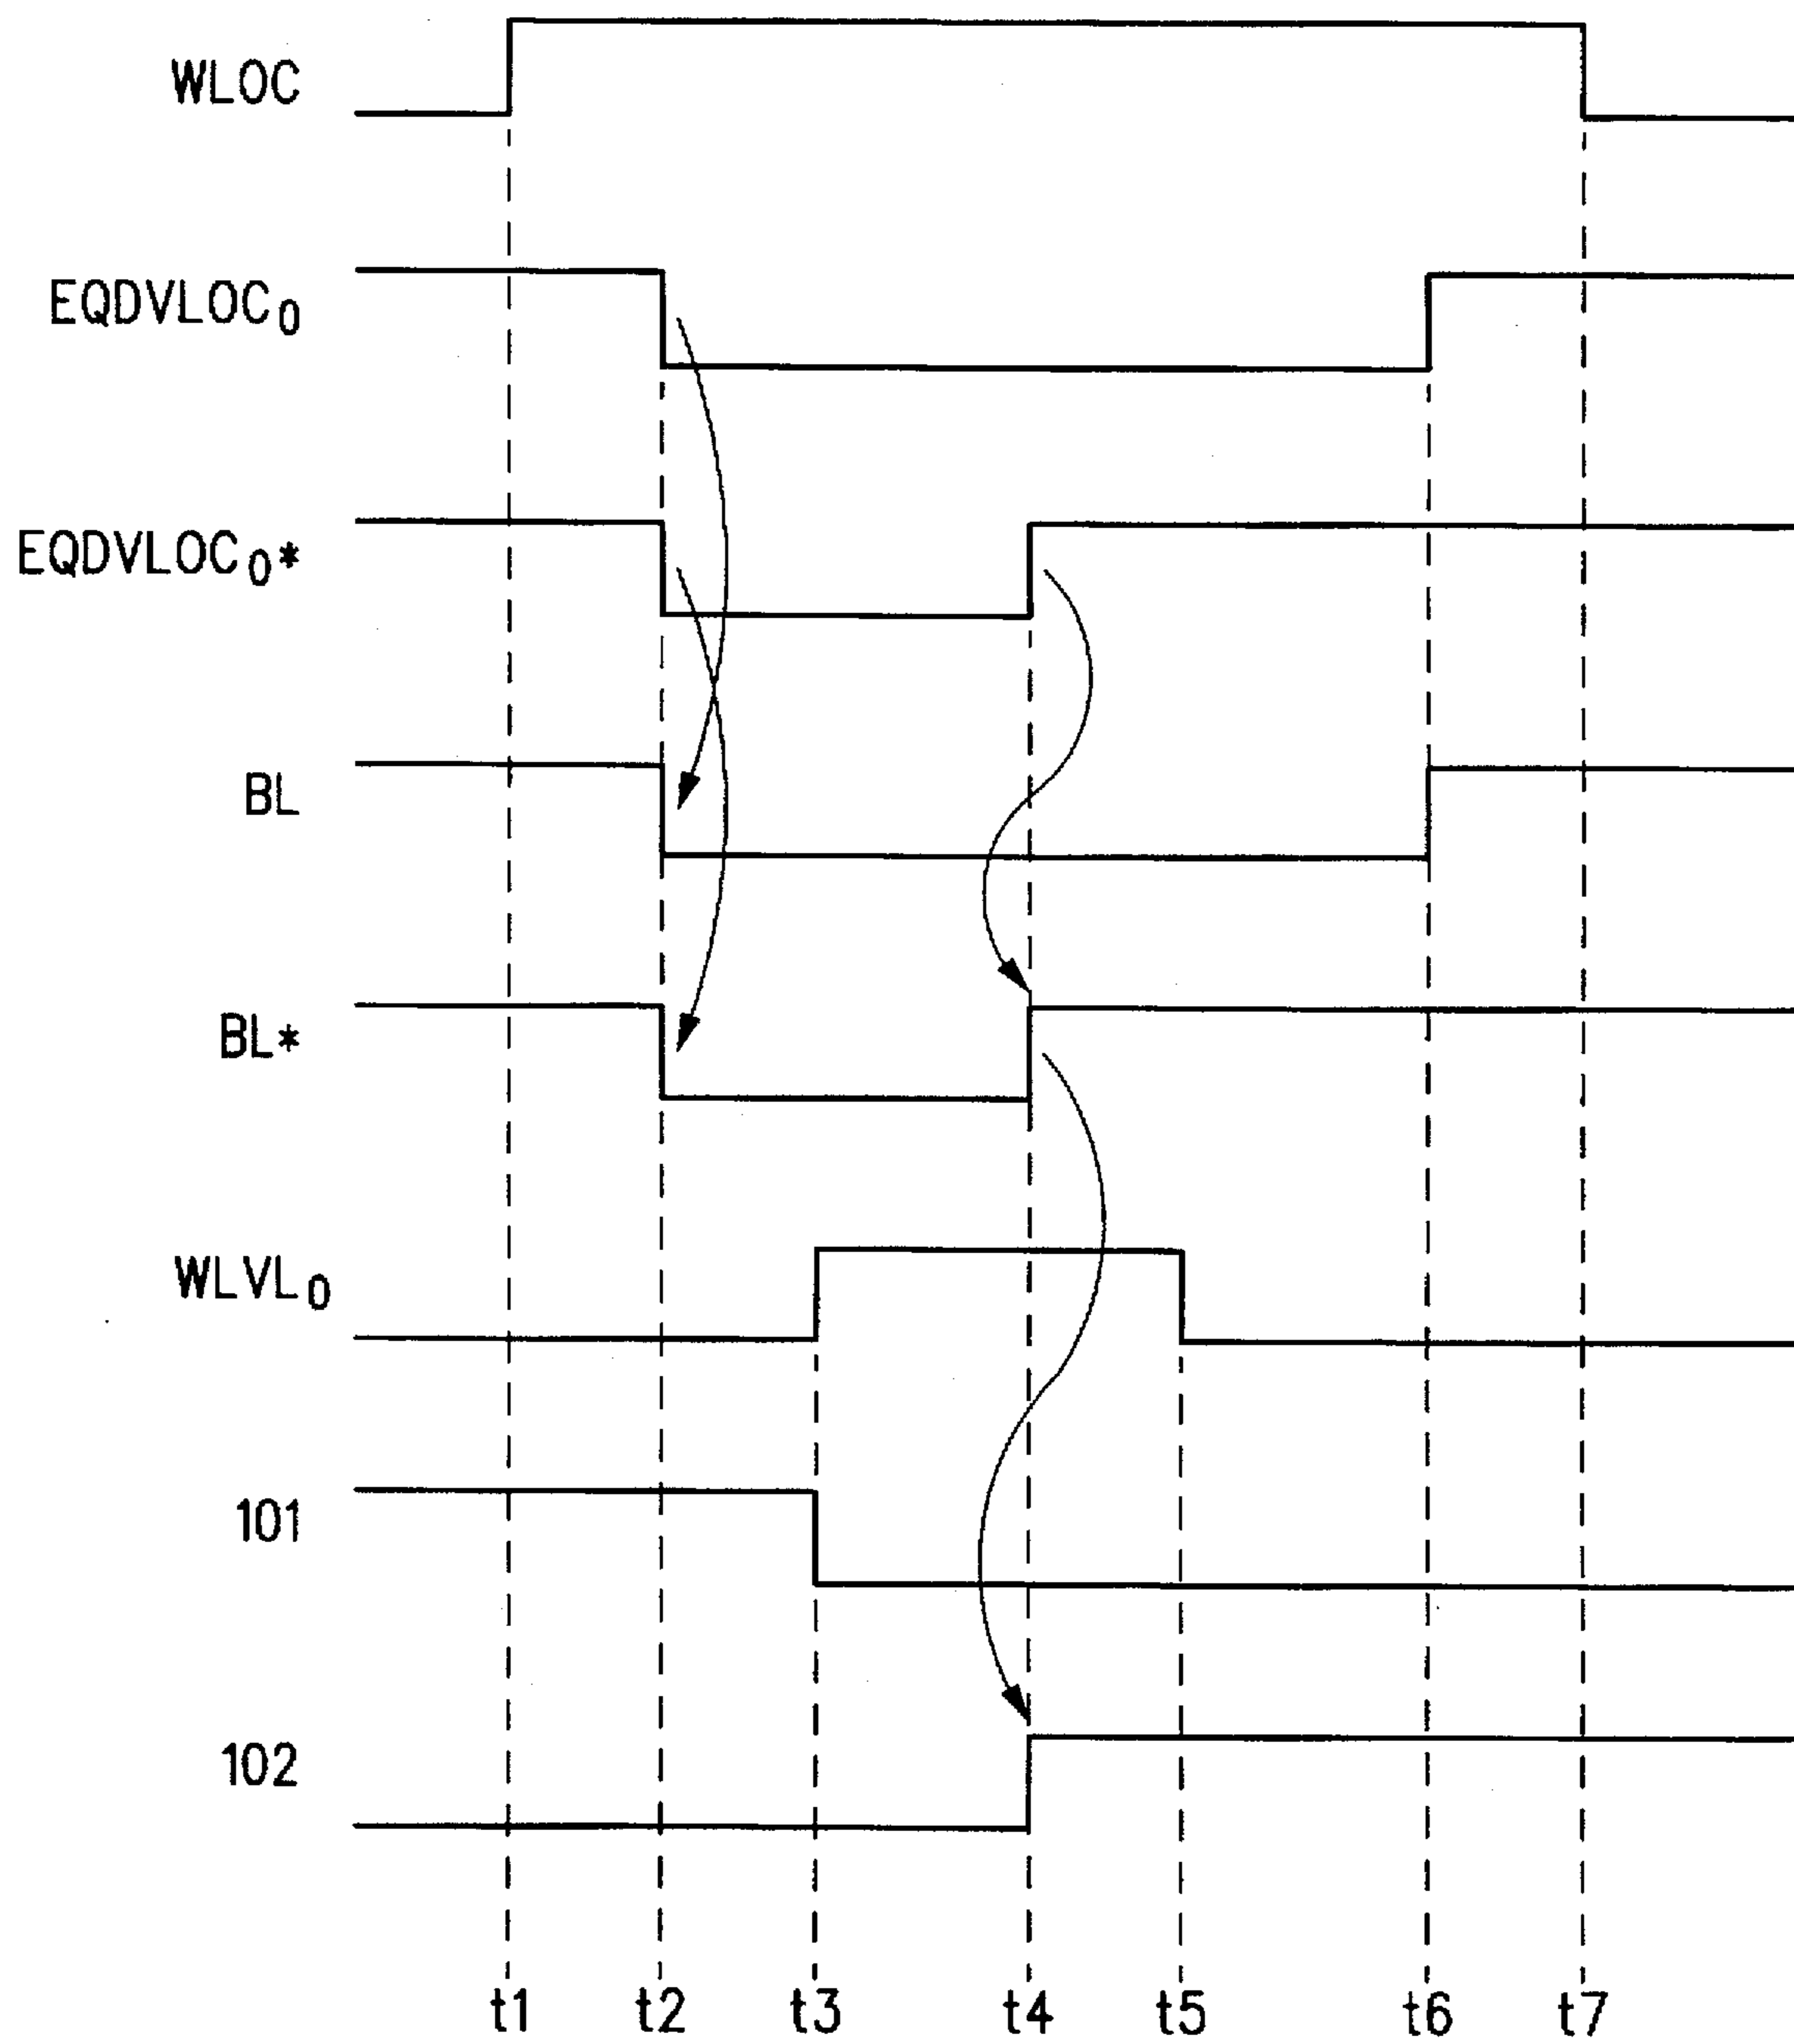 WLOC
EQDVLOC₀
EQDVLOC₀*
BL
BL*
WLVL₀
101
102
t1 t2 t3 t4 t5 t6 t7